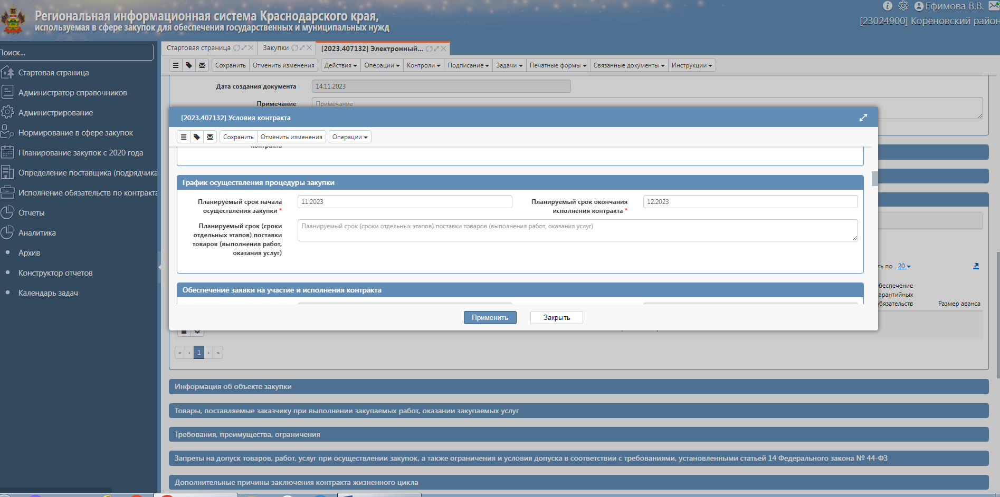 Региональная информационная система Краснодарского края,
используемая в сфере закупок для обеспечения государственных и муниципальных нужд
Ефимова В.В.
[23024900] Кореновский район
Поиск...
Стартовая страница
Администратор справочников
Администрирование
Нормирование в сфере закупок
Планирование закупок с 2020 года
Определение поставщика (подрядчика
Исполнение обязательств по контракта
Отчеты
Аналитика
Архив
Конструктор отчетов
Календарь задач
Стартовая страница Закупки [2023.407132] Электронный...
Сохранить Отменить изменения Действия Операции Контроли Подписание Задачи Печатные формы Связанные документы Инструкции
Дата создания документа 14.11.2023
Примечание Примечание
[2023.407132] Условия контракта
Сохранить Отменить изменения Операции
контракта
График осуществления процедуры закупки
Планируемый срок начала
осуществления закупки *
11.2023
Планируемый срок окончания
исполнения контракта *
12.2023
Планируемый срок (сроки
отдельных этапов) поставки
товаров (выполнения работ,
оказания услуг)
Планируемый срок (сроки отдельных этапов) поставки товаров (выполнения работ, оказания услуг)
Обеспечение заявки на участие и исполнения контракта
Применить Закрыть
ть по 20
беспечение
арантийных
бязательств
Размер аванса
« ‹ 1 › »
Информация об объекте закупки
Товары, поставляемые заказчику при выполнении закупаемых работ, оказании закупаемых услуг
Требования, преимущества, ограничения
Запреты на допуск товаров, работ, услуг при осуществлении закупок, а также ограничения и условия допуска в соответствии с требованиями, установленными статьей 14 Федерального закона № 44-ФЗ
Дополнительные причины заключения контракта жизненного цикла